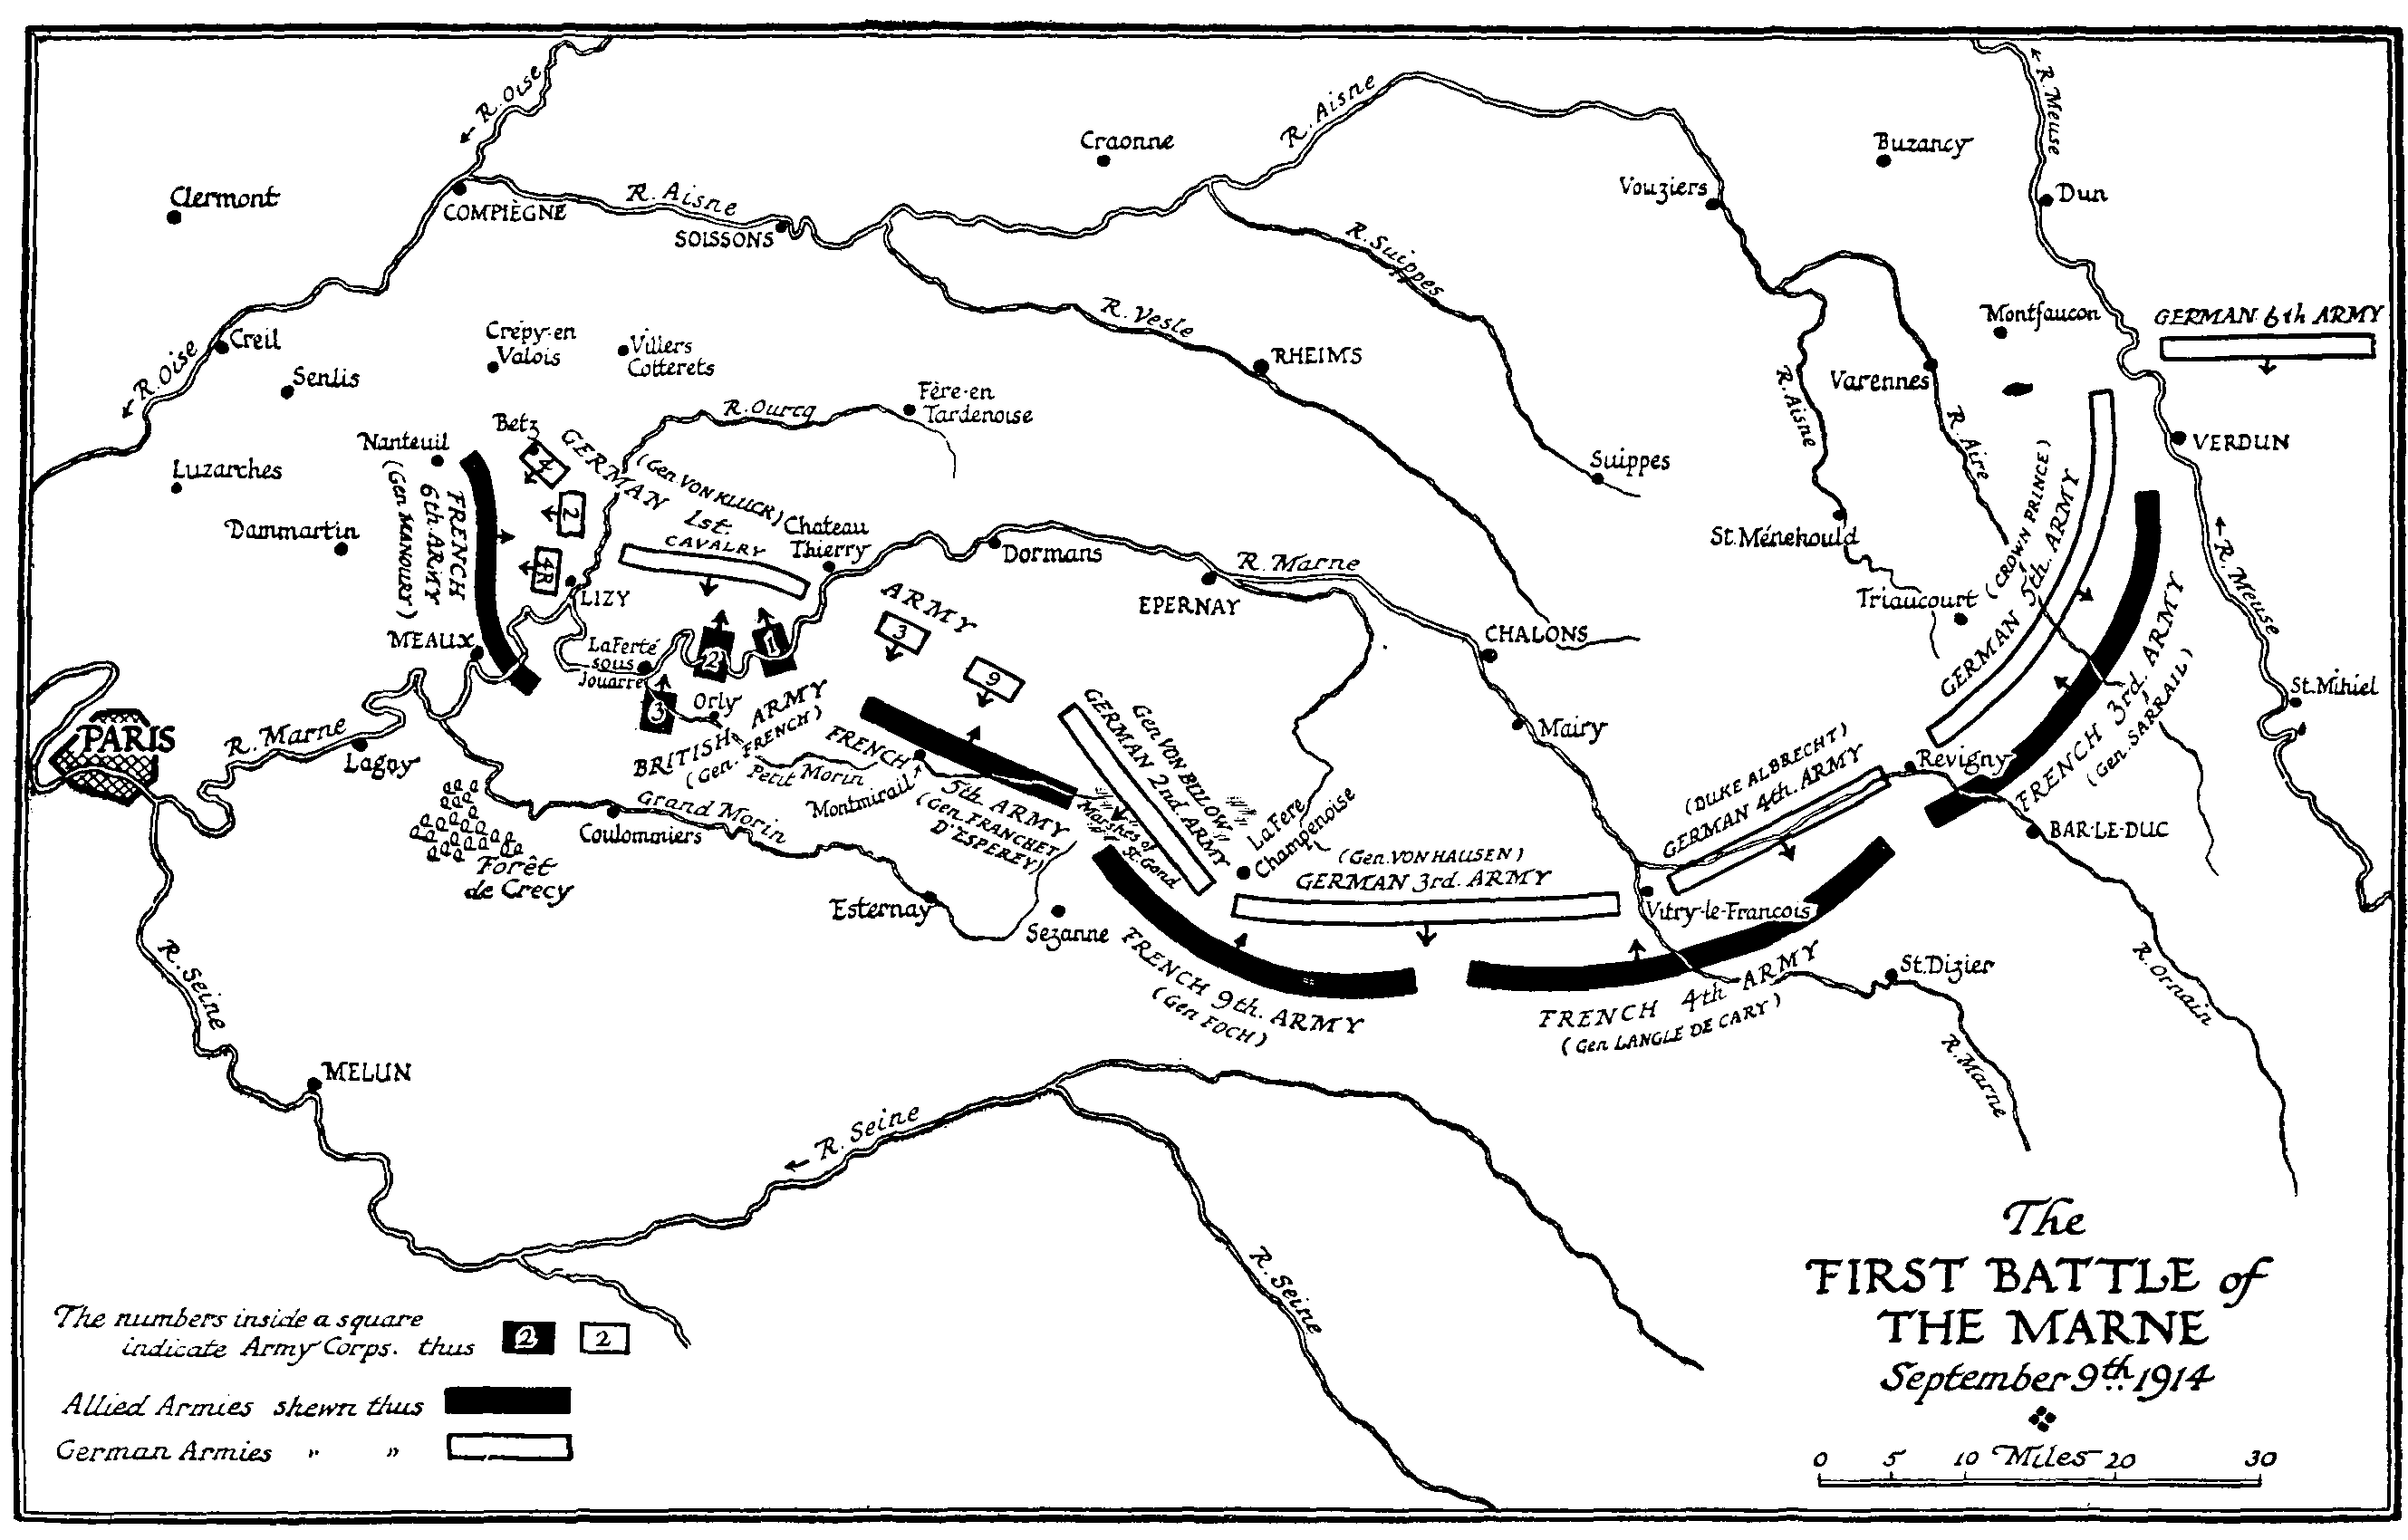 R. Oise
R. Aisne
R. Meuse
Craonne
Buzancy
Clermont
COMPIÈGNE
R. Aisne
SOISSONS
Vouziers
Dun
R. Suippes
Creil
R. Oise
Senlis
Crépy-en
Valois
Villers
Cotterets
R. Vesle
RHEIMS
Montfaucon
GERMAN 6th ARMY
Varennes
R. Aisne
R. Aire
VERDUN
Fère-en
Tardenoise
R. Ourcq
Betz
Nanteuil
Luzarches
Dammartin
FRENCH
6th. ARMY
(Gen MANOURY)
4
2
4R
GERMAN 1st.
(Gen. VON KLUCK)
CAVALRY
ARMY
Chateau
Thierry
Dormans
R. Marne
EPERNAY
Suippes
St. Ménehould
Triaucourt
(CROWN PRINCE)
GERMAN 5th. ARMY
R. Meuse
LIZY
MEAUX
La Ferté
sous
Jouarre
2
1
3
Orly
3
9
CHALONS
Mairy
St. Mihiel
PARIS
R. Marne
Lagny
BRITISH ARMY
(Gen. FRENCH)
Petit Morin
Grand Morin
Montmirail
FRENCH
5th. ARMY
(Gen. FRANCHET
D'ESPEREY)
Marshes of
St. Gond
Gen VON BULOW
GERMAN 2nd. ARMY
La Fere
Champenoise
(Gen. VON HAUSEN)
GERMAN 3rd. ARMY
(DUKE ALBRECHT)
GERMAN 4th. ARMY
Revigny
FRENCH 3rd. ARMY
(Gen. SARRAIL)
BAR-LE-DUC
Forêt
de Crecy
Coulommiers
Esternay
Sezanne
Vitry-le-Francois
FRENCH 9th. ARMY
(Gen FOCH)
FRENCH 4th ARMY
(Gen LANGLE DE CARY)
St. Dizier
R. Ornain
R. Marne
R. Seine
MELUN
R. Seine
R. Seine
The
FIRST BATTLE of
THE MARNE
September 9th. 1914
0 5 10 Miles 20 30
The numbers inside a square
indicate Army Corps. thus 2 2
Allied Armies shewn thus
German Armies " "